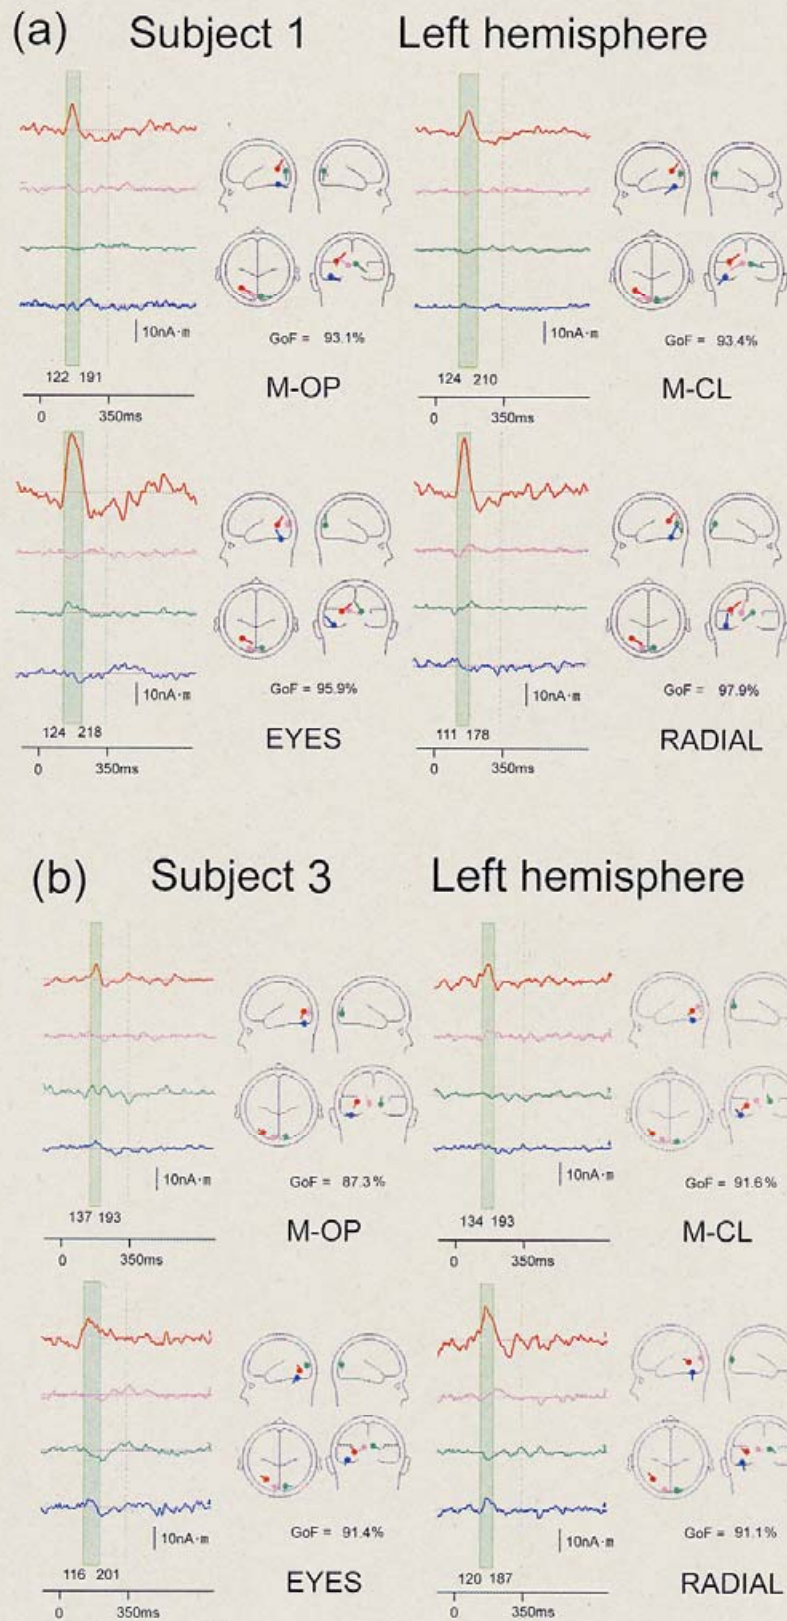 (a) Subject 1 Left hemisphere
10nA·m
GoF = 93.1%
122 191
M-OP
0 350ms
10nA·m
GoF = 93.4%
124 210
M-CL
0 350ms
10nA·m
GoF = 95.9%
124 218
EYES
0 350ms
10nA·m
GoF = 97.9%
111 178
RADIAL
0 350ms
(b) Subject 3 Left hemisphere
10nA·m
GoF = 87.3%
137 193
M-OP
0 350ms
10nA·m
GoF = 91.6%
134 193
M-CL
0 350ms
10nA·m
GoF = 91.4%
116 201
EYES
0 350ms
10nA·m
GoF = 91.1%
120 187
RADIAL
0 350ms